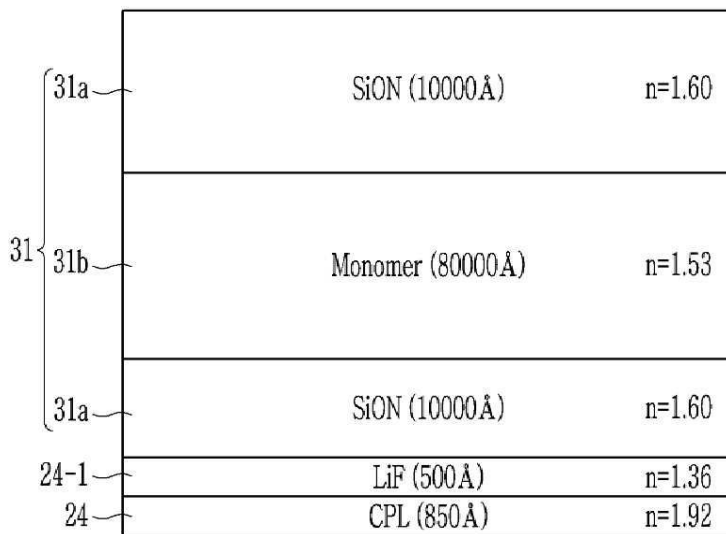 31a SiON (10000Å) n=1.60
31 31b Monomer (80000Å) n=1.53
31a SiON (10000Å) n=1.60
24-1 LiF (500Å) n=1.36
24 CPL (850Å) n=1.92